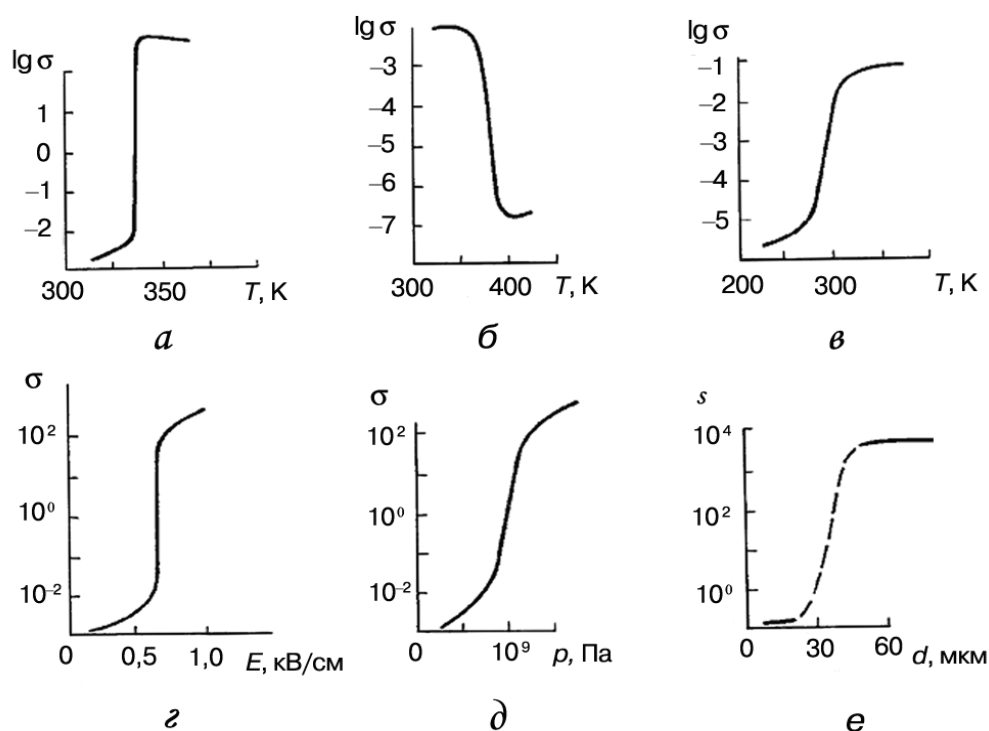 lg σ
1
0
−1
−2
300
350
T, К
а
lg σ
−3
−4
−5
−6
−7
300
400
T, К
б
lg σ
−1
−2
−3
−4
−5
200
300
T, К
в
σ
10²
10⁰
10⁻²
0
0,5
1,0
E, кВ/см
г
σ
10²
10⁰
10⁻²
0
10⁹
p, Па
д
s
10⁴
10²
10⁰
0
30
60
d, мкм
е